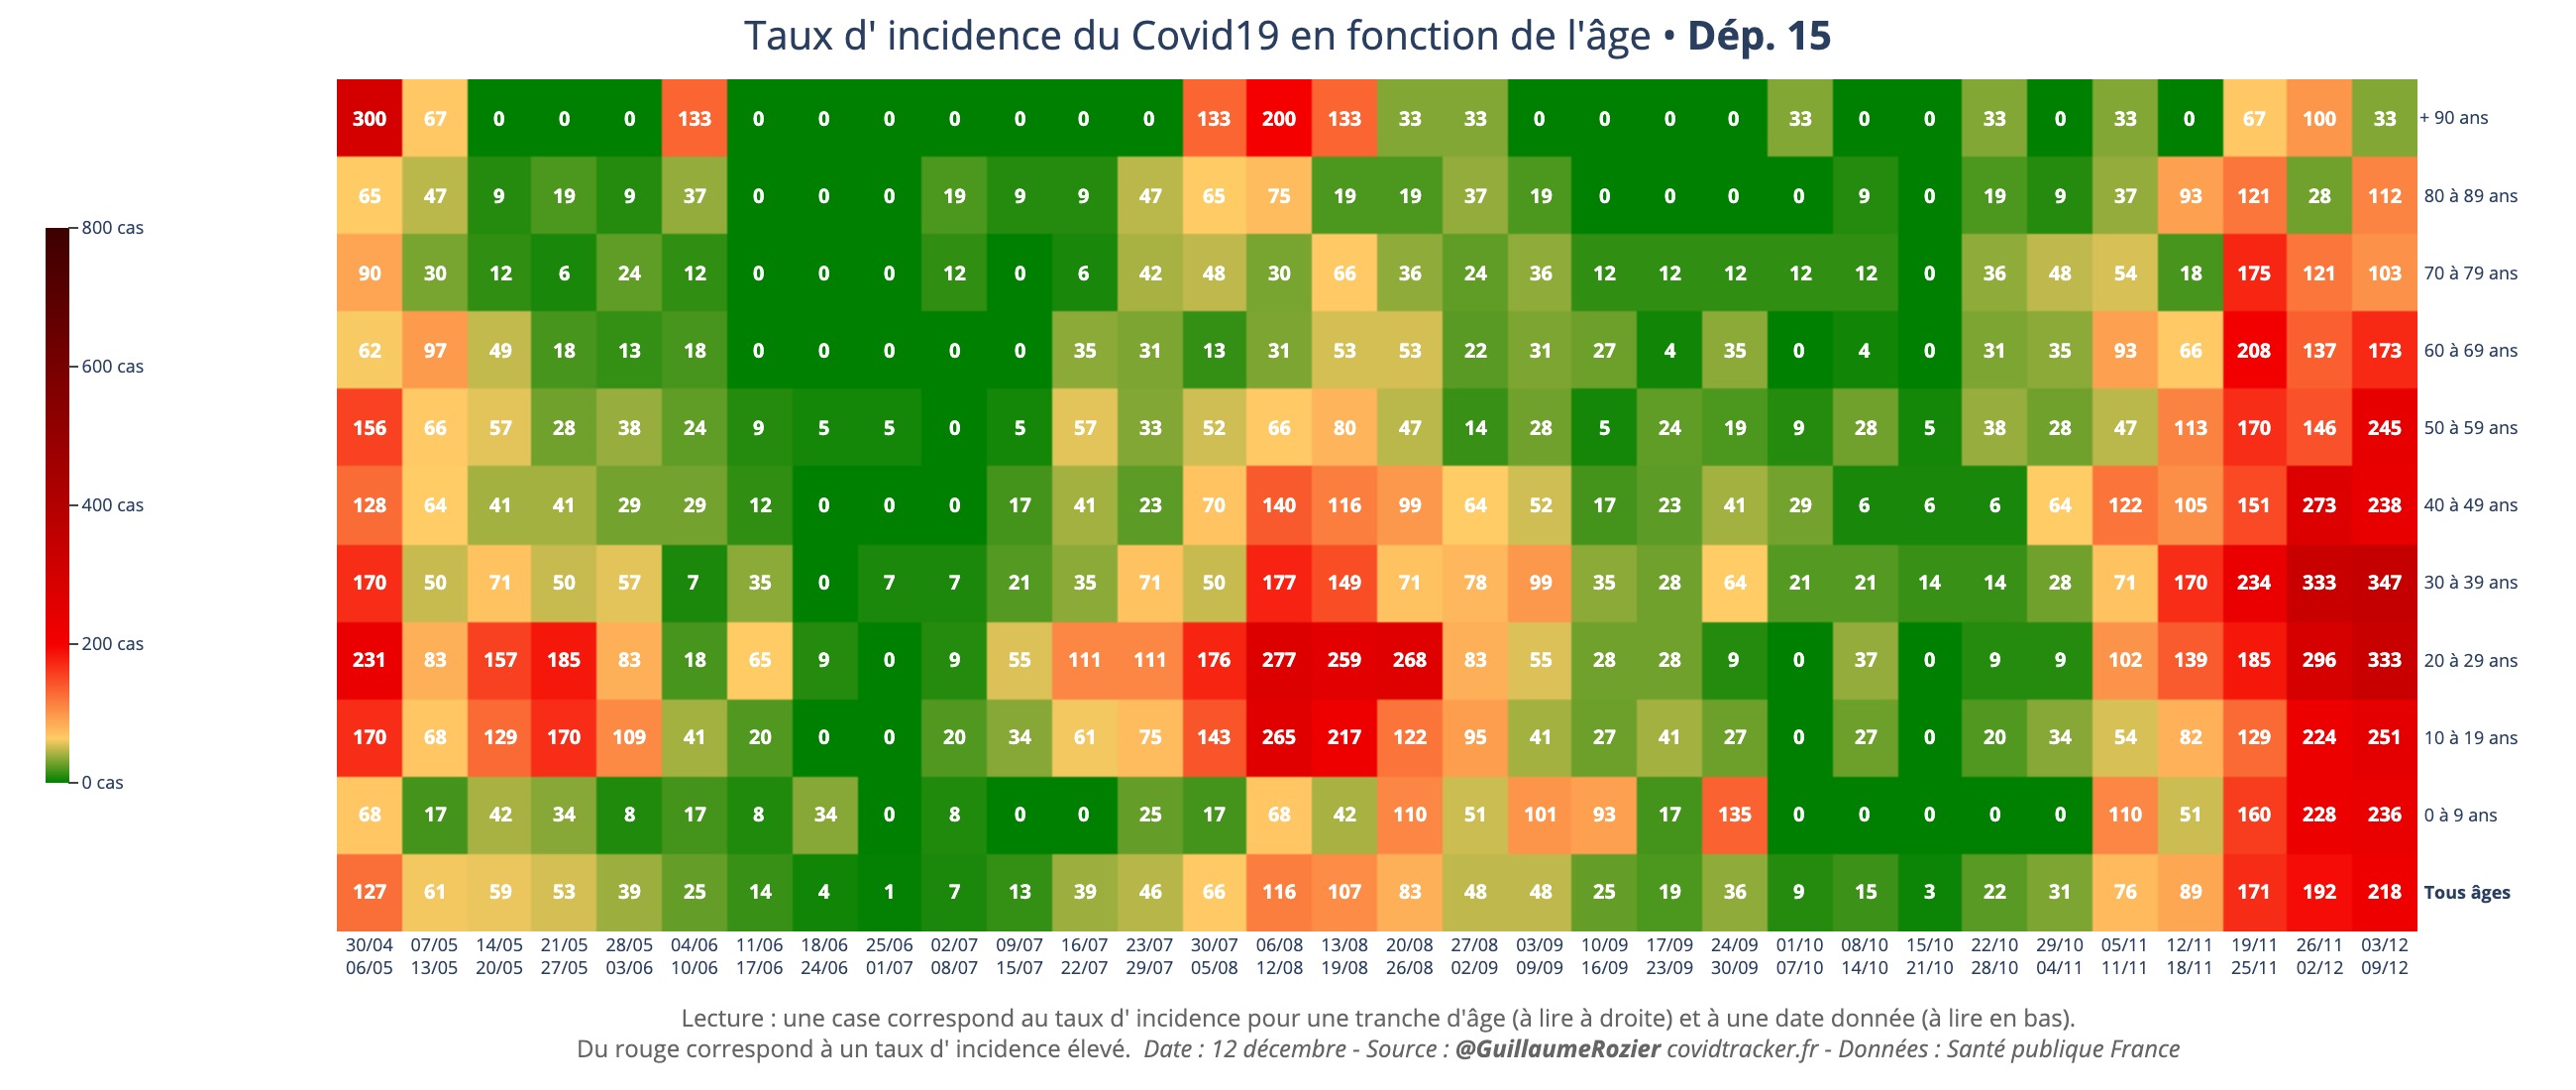 Taux d' incidence du Covid19 en fonction de l'âge • Dép. 15
300 67 0 0 0 133 0 0 0 0 0 0 0 133 200 133 33 33 0 0 0 0 33 0 0 33 0 33 0 67 100 33 + 90 ans
65 47 9 19 9 37 0 0 0 19 9 9 47 65 75 19 19 37 19 0 0 0 0 9 0 19 9 37 93 121 28 112 80 à 89 ans
90 30 12 6 24 12 0 0 0 12 0 6 42 48 30 66 36 24 36 12 12 12 12 12 0 36 48 54 18 175 121 103 70 à 79 ans
62 97 49 18 13 18 0 0 0 0 0 35 31 13 31 53 53 22 31 27 4 35 0 4 0 31 35 93 66 208 137 173 60 à 69 ans
156 66 57 28 38 24 9 5 5 0 5 57 33 52 66 80 47 14 28 5 24 19 9 28 5 38 28 47 113 170 146 245 50 à 59 ans
128 64 41 41 29 29 12 0 0 0 17 41 23 70 140 116 99 64 52 17 23 41 29 6 6 6 64 122 105 151 273 238 40 à 49 ans
170 50 71 50 57 7 35 0 7 7 21 35 71 50 177 149 71 78 99 35 28 64 21 21 14 14 28 71 170 234 333 347 30 à 39 ans
231 83 157 185 83 18 65 9 0 9 55 111 111 176 277 259 268 83 55 28 28 9 0 37 0 9 9 102 139 185 296 333 20 à 29 ans
170 68 129 170 109 41 20 0 0 20 34 61 75 143 265 217 122 95 41 27 41 27 0 27 0 20 34 54 82 129 224 251 10 à 19 ans
68 17 42 34 8 17 8 34 0 8 0 0 25 17 68 42 110 51 101 93 17 135 0 0 0 0 0 110 51 160 228 236 0 à 9 ans
127 61 59 53 39 25 14 4 1 7 13 39 46 66 116 107 83 48 48 25 19 36 9 15 3 22 31 76 89 171 192 218 Tous âges
30/04 07/05 14/05 21/05 28/05 04/06 11/06 18/06 25/06 02/07 09/07 16/07 23/07 30/07 06/08 13/08 20/08 27/08 03/09 10/09 17/09 24/09 01/10 08/10 15/10 22/10 29/10 05/11 12/11 19/11 26/11 03/12
06/05 13/05 20/05 27/05 03/06 10/06 17/06 24/06 01/07 08/07 15/07 22/07 29/07 05/08 12/08 19/08 26/08 02/09 09/09 16/09 23/09 30/09 07/10 14/10 21/10 28/10 04/11 11/11 18/11 25/11 02/12 09/12
800 cas
600 cas
400 cas
200 cas
0 cas
Lecture : une case correspond au taux d' incidence pour une tranche d'âge (à lire à droite) et à une date donnée (à lire en bas).
Du rouge correspond à un taux d' incidence élevé. Date : 12 décembre - Source : @GuillaumeRozier covidtracker.fr - Données : Santé publique France